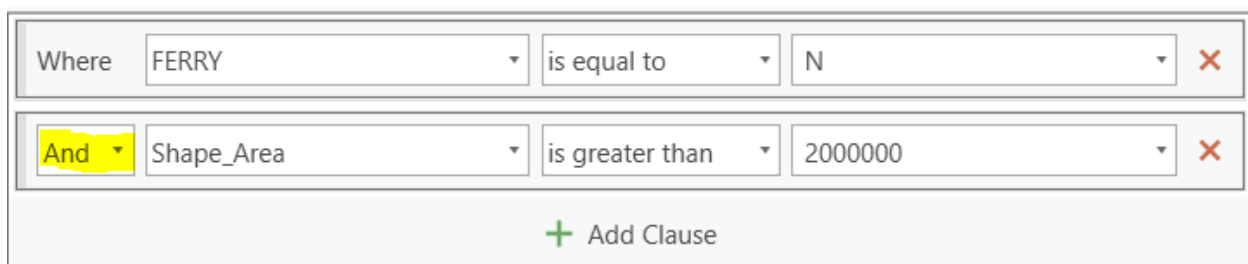 Where FERRY is equal to N
And Shape_Area is greater than 2000000
Add Clause